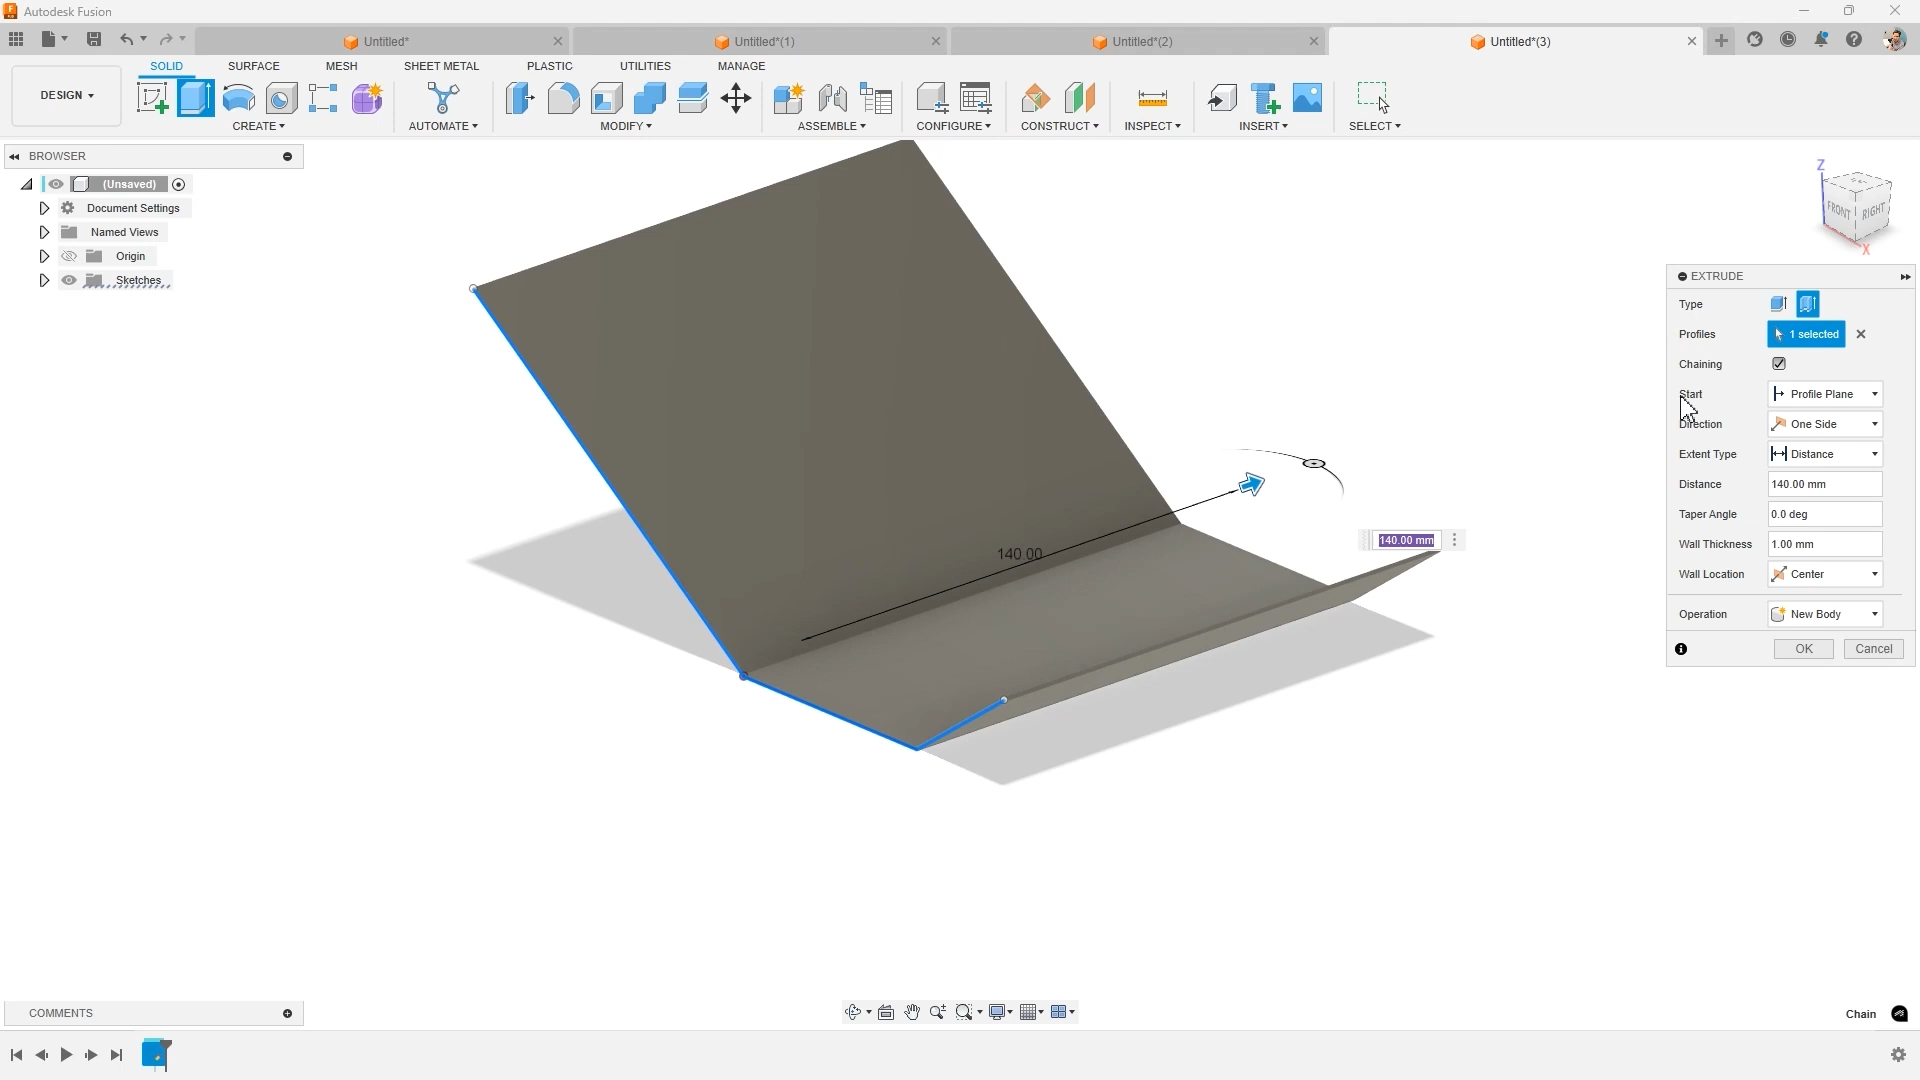 Autodesk Fusion
Untitled*
Untitled*(1)
Untitled*(2)
Untitled*(3)
SOLID SURFACE MESH SHEET METAL PLASTIC UTILITIES MANAGE
DESIGN
CREATE AUTOMATE MODIFY ASSEMBLE CONFIGURE CONSTRUCT INSPECT INSERT SELECT
BROWSER
(Unsaved)
Document Settings
Named Views
Origin
Sketches
Z
FRONT RIGHT
X
EXTRUDE
Type
Profiles 1 selected
Chaining
Start Profile Plane
Direction One Side
Extent Type Distance
Distance 140.00 mm
Taper Angle 0.0 deg
Wall Thickness 1.00 mm
Wall Location Center
Operation New Body
OK Cancel
140.00
140.00 mm
COMMENTS
Chain